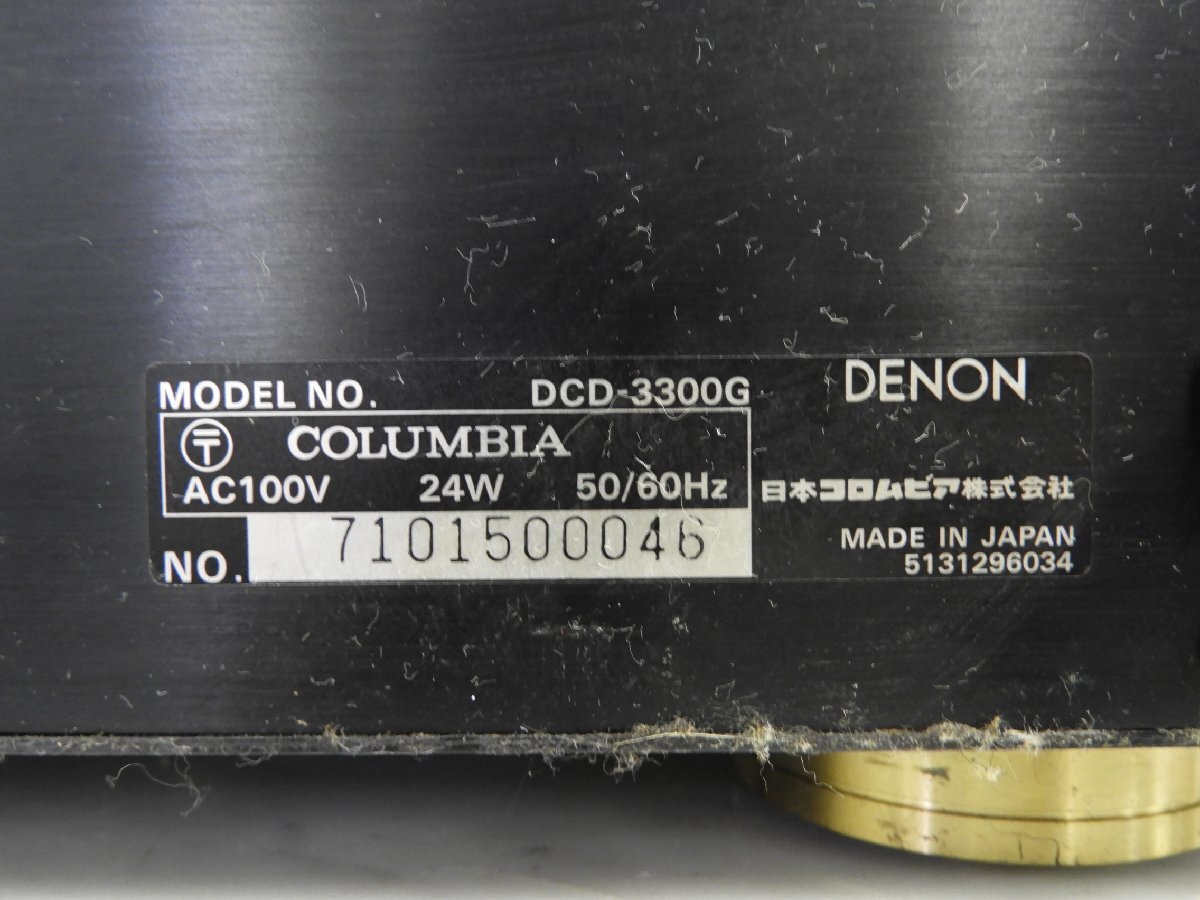 MODEL NO. DCD-3300G
〒 COLUMBIA
AC100V 24W 50/60Hz
NO. 7101500046
DENON
日本コロムビア株式会社
MADE IN JAPAN
5131296034